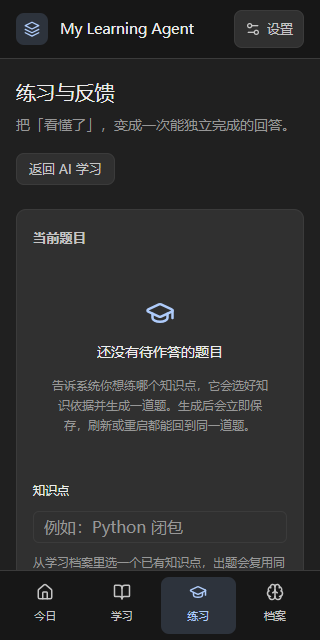 My Learning Agent
设置
练习与反馈
把「看懂了」，变成一次能独立完成的回答。
返回 AI 学习
当前题目
还没有待作答的题目
告诉系统你想练哪个知识点，它会选好知
识依据并生成一道题。生成后会立即保
存，刷新或重启都能回到同一道题。
知识点
例如：Python 闭包
从学习档案里选一个已有知识点，出题会复用同
今日
学习
练习
档案